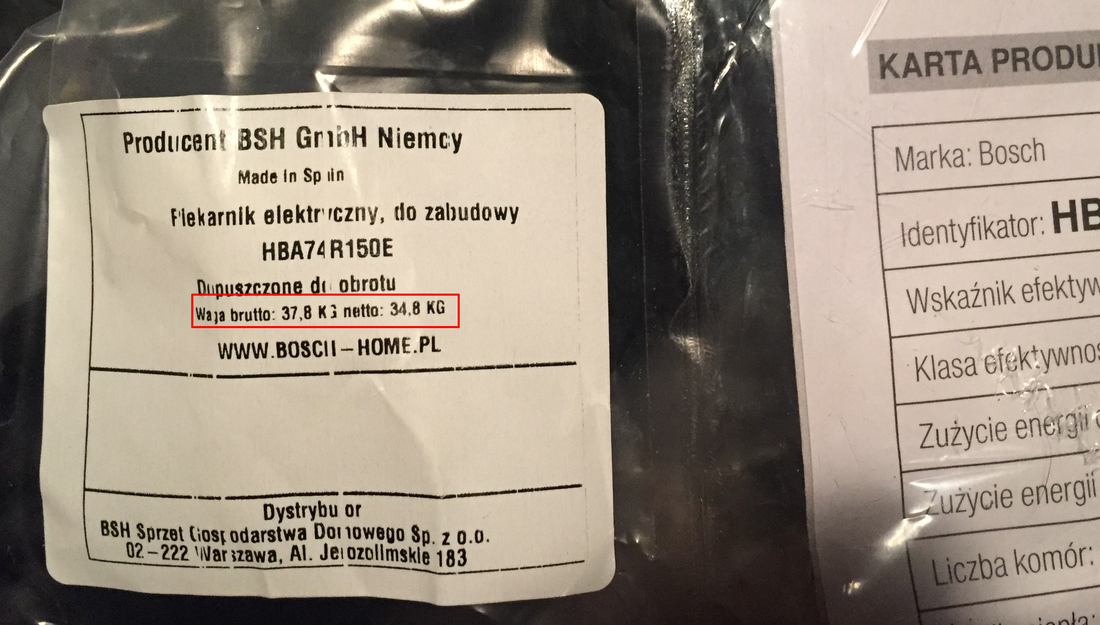 Producent BSH GmbH Niemcy
Made in Spain
Piekarnik elektryczny, do zabudowy
HBA74R150E
Dopuszczone do obrotu
Waga brutto: 37,8 KG netto: 34,8 KG
WWW.BOSCH-HOME.PL
Dystrybutor
BSH Sprzęt Gospodarstwa Domowego Sp. z o.o.
02-222 Warszawa, Al. Jerozolimskie 183
KARTA PRODU
Marka: Bosch
Identyfikator: HB
Wskaźnik efektyw
Klasa efektywnoś
Zużycie energii
Zużycie energii
Liczba komór: